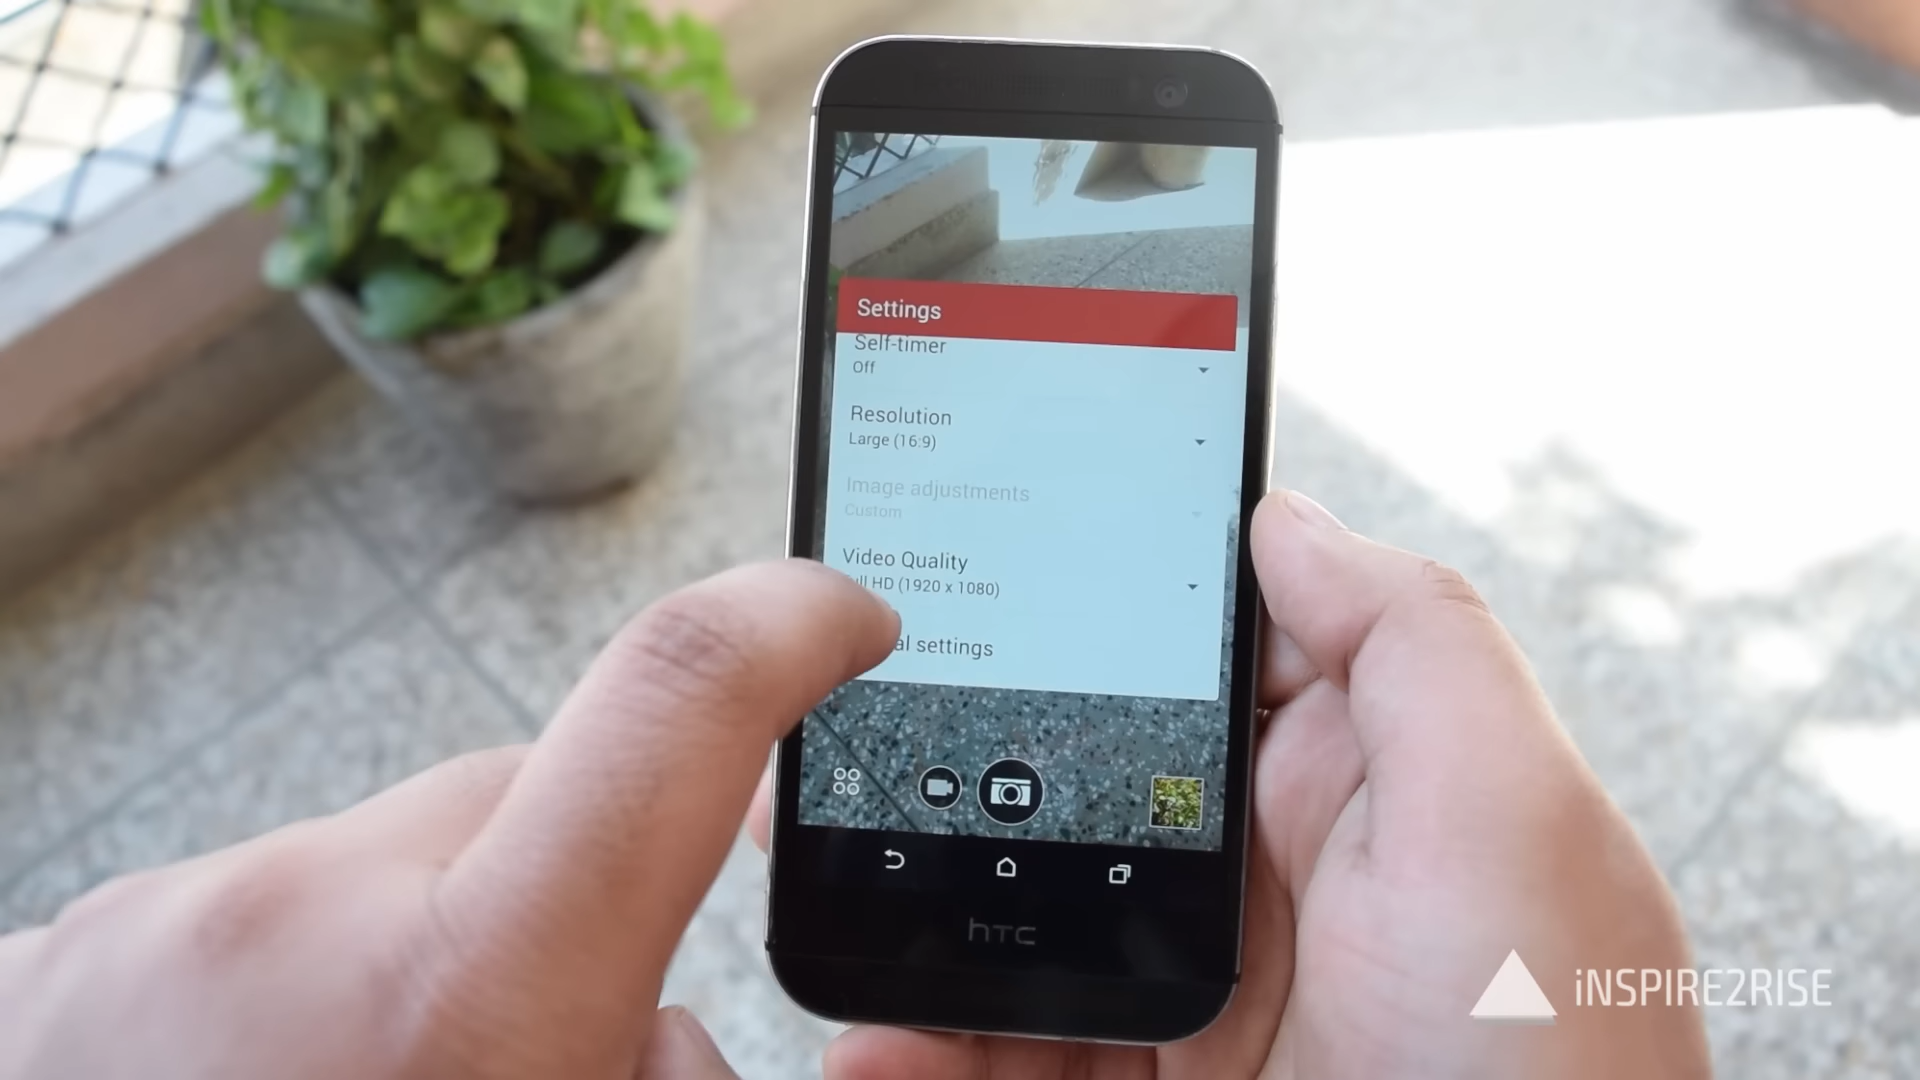 Settings
Self-timer
Off
Resolution
Large (16:9)
Image adjustments
Custom
Video Quality
HD (1920 x 1080)
settings
hTC
iNSPIRE2RISE